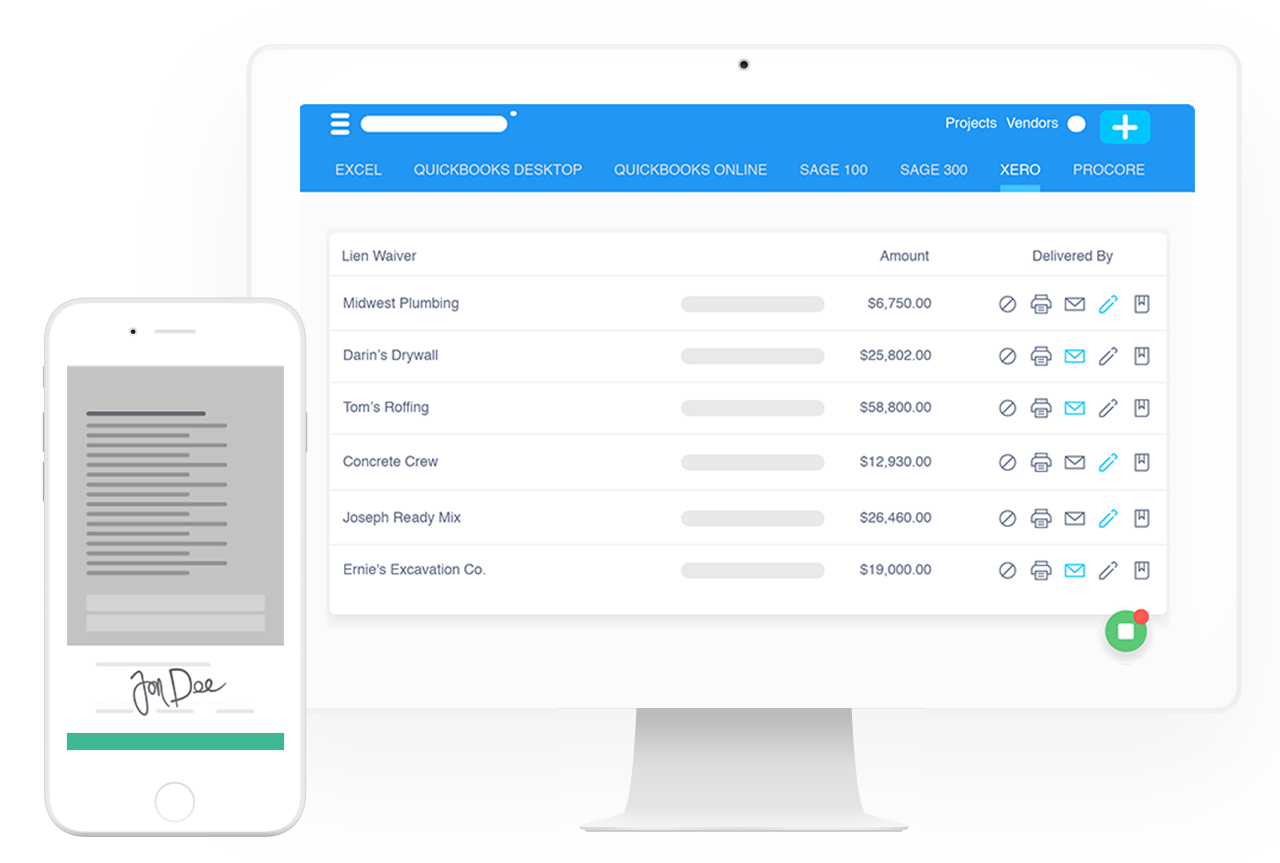 Projects Vendors
EXCEL QUICKBOOKS DESKTOP QUICKBOOKS ONLINE SAGE 100 SAGE 300 XERO PROCORE
Lien Waiver Amount Delivered By
Midwest Plumbing $6,750.00
Darin's Drywall $25,802.00
Tom's Roffing $58,800.00
Concrete Crew $12,930.00
Joseph Ready Mix $26,460.00
Ernie's Excavation Co. $19,000.00
Jon Doe